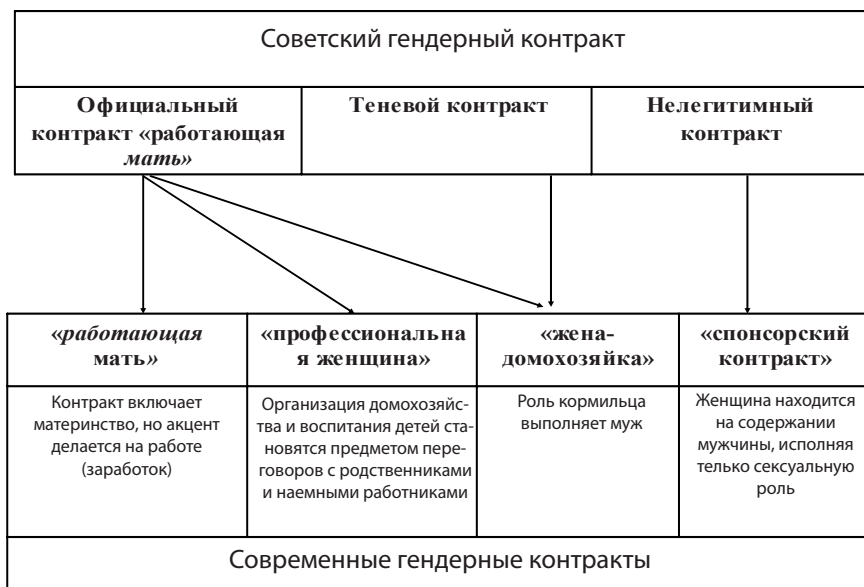 Советский гендерный контракт
Официальный
контракт «работающая
мать»
Теневой контракт
Нелегитимный
контракт
«работающая
мать»
«профессиональна
я женщина»
«жена-
домохозяйка»
«спонсорский
контракт»
Контракт включает
материнство, но акцент
делается на работе
(заработок)
Организация домохозяйс-
тва и воспитания детей ста-
новятся предметом пере-
говоров с родственниками
и наемными работниками
Роль кормильца
выполняет муж
Женщина находится
на содержании
мужчины, исполняя
только сексуальную
роль
Современные гендерные контракты